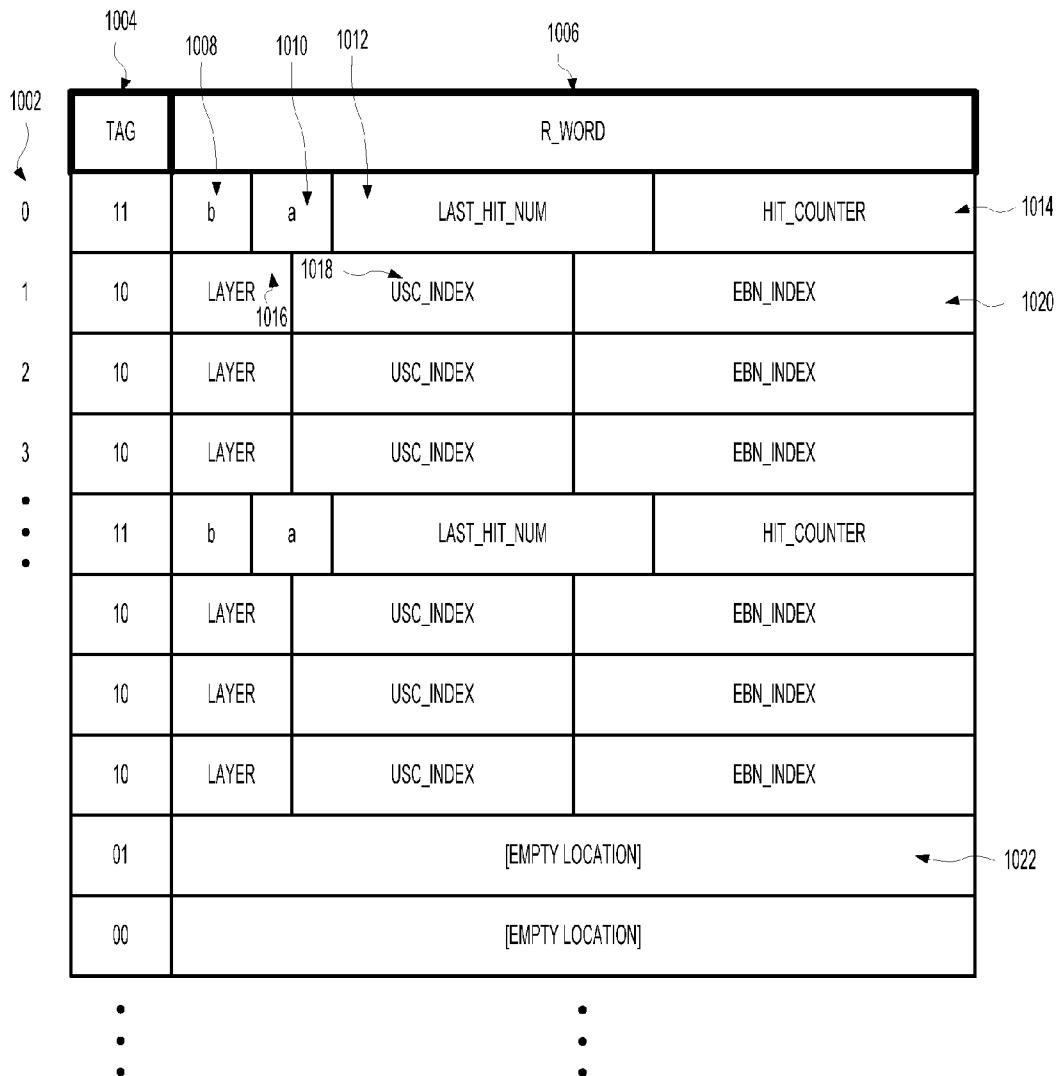 1004
1008
1010
1012
1006
1002
TAG R_WORD
0 11 b a LAST_HIT_NUM HIT_COUNTER 1014
1018
1 10 LAYER USC_INDEX EBN_INDEX 1020
1016
2 10 LAYER USC_INDEX EBN_INDEX
3 10 LAYER USC_INDEX EBN_INDEX
11 b a LAST_HIT_NUM HIT_COUNTER
10 LAYER USC_INDEX EBN_INDEX
10 LAYER USC_INDEX EBN_INDEX
10 LAYER USC_INDEX EBN_INDEX
01 [EMPTY LOCATION] 1022
00 [EMPTY LOCATION]